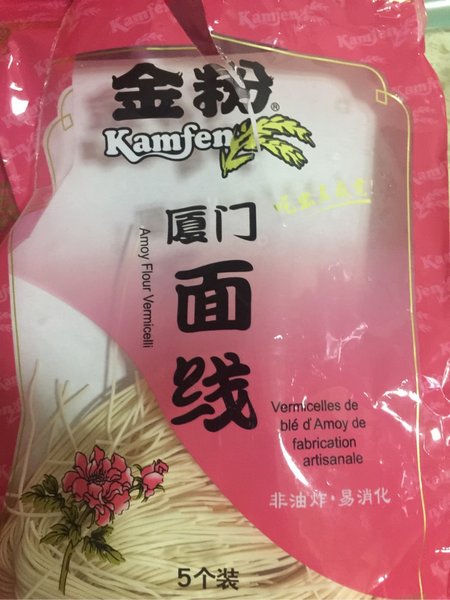 金粉®
Kamfen
厦门
面
线
Amoy Flour Vermicelli
Vermicelles de
blé d'Amoy de
fabrication
artisanale
非油炸·易消化
5个装